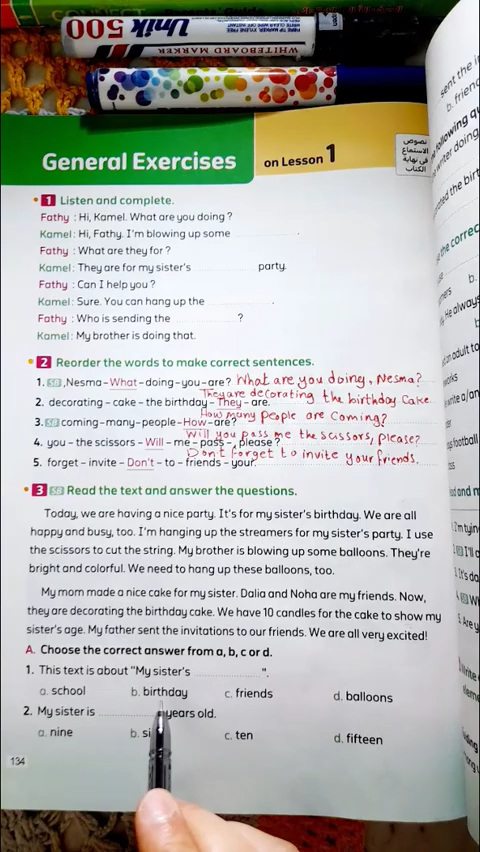 CONNECT
Unik 500
WHITEBOARD MARKER
General Exercises on Lesson 1
نصوص
الاستماع
في نهاية
الكتاب
1 Listen and complete.
Fathy : Hi, Kamel. What are you doing ?
Kamel : Hi, Fathy. I'm blowing up some .
Fathy : What are they for ?
Kamel : They are for my sister's party.
Fathy : Can I help you ?
Kamel : Sure. You can hang up the .
Fathy : Who is sending the ?
Kamel : My brother is doing that.
2 Reorder the words to make correct sentences.
1. SB ,Nesma – What – doing – you – are? What are you doing, Nesma?
They are decorating the birthday Cake.
2. decorating – cake – the birthday – They – are.
How many people are Coming?
3. SB coming – many – people – How – are?
Will you pass me the scissors, please?
4. you – the scissors – Will – me – pass – , please ?
Don't forget to invite your friends.
5. forget – invite – Don't – to – friends – your.
3 SB Read the text and answer the questions.
Today, we are having a nice party. It's for my sister's birthday. We are all
happy and busy, too. I'm hanging up the streamers for my sister's party. I use
the scissors to cut the string. My brother is blowing up some balloons. They're
bright and colorful. We need to hang up these balloons, too.
My mom made a nice cake for my sister. Dalia and Noha are my friends. Now,
they are decorating the birthday cake. We have 10 candles for the cake to show my
sister's age. My father sent the invitations to our friends. We are all very excited!
A. Choose the correct answer from a, b, c or d.
1. This text is about "My sister's ".
a. school b. birthday c. friends d. balloons
2. My sister is years old.
a. nine b. si c. ten d. fifteen
134